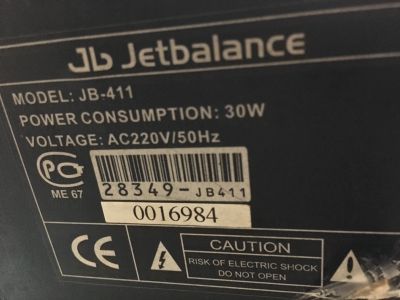 Jb Jetbalance
MODEL: JB-411
POWER CONSUMPTION: 30W
VOLTAGE: AC220V/50Hz
РС
ME 67
28349-JB411
0016984
CE
CAUTION
RISK OF ELECTRIC SHOCK
DO NOT OPEN